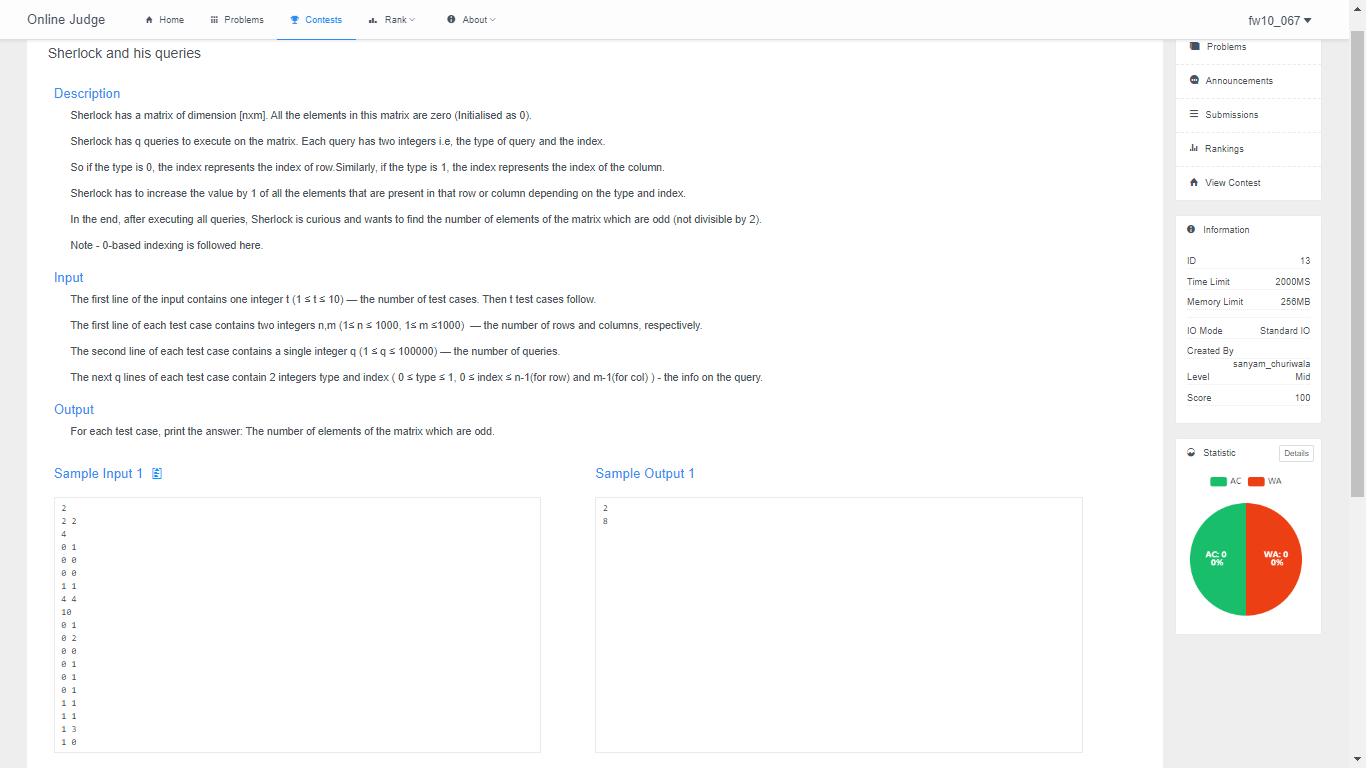 Online Judge
Home
Problems
Contests
Rank
About
fw10_067
Sherlock and his queries
Description
Sherlock has a matrix of dimension [nxm]. All the elements in this matrix are zero (Initialised as 0).
Sherlock has q queries to execute on the matrix. Each query has two integers i.e, the type of query and the index.
So if the type is 0, the index represents the index of row.Similarly, if the type is 1, the index represents the index of the column.
Sherlock has to increase the value by 1 of all the elements that are present in that row or column depending on the type and index.
In the end, after executing all queries, Sherlock is curious and wants to find the number of elements of the matrix which are odd (not divisible by 2).
Note - 0-based indexing is followed here.
Input
The first line of the input contains one integer t (1 ≤ t ≤ 10) — the number of test cases. Then t test cases follow.
The first line of each test case contains two integers n,m (1≤ n ≤ 1000, 1≤ m ≤1000)  — the number of rows and columns, respectively.
The second line of each test case contains a single integer q (1 ≤ q ≤ 100000) — the number of queries.
The next q lines of each test case contain 2 integers type and index ( 0 ≤ type ≤ 1, 0 ≤ index ≤ n-1(for row) and m-1(for col) ) - the info on the query.
Output
For each test case, print the answer: The number of elements of the matrix which are odd.
Sample Input 1
2
2 2
4
0 1
0 0
0 0
1 1
4 4
10
0 1
0 2
0 0
0 1
0 1
0 1
1 1
1 1
1 3
1 0
Sample Output 1
2
8
Problems
Announcements
Submissions
Rankings
View Contest
Information
ID 13
Time Limit 2000MS
Memory Limit 256MB
IO Mode Standard IO
Created By
sanyam_churiwala
Level Mid
Score 100
Statistic Details
AC WA
AC: 0
0%
WA: 0
0%